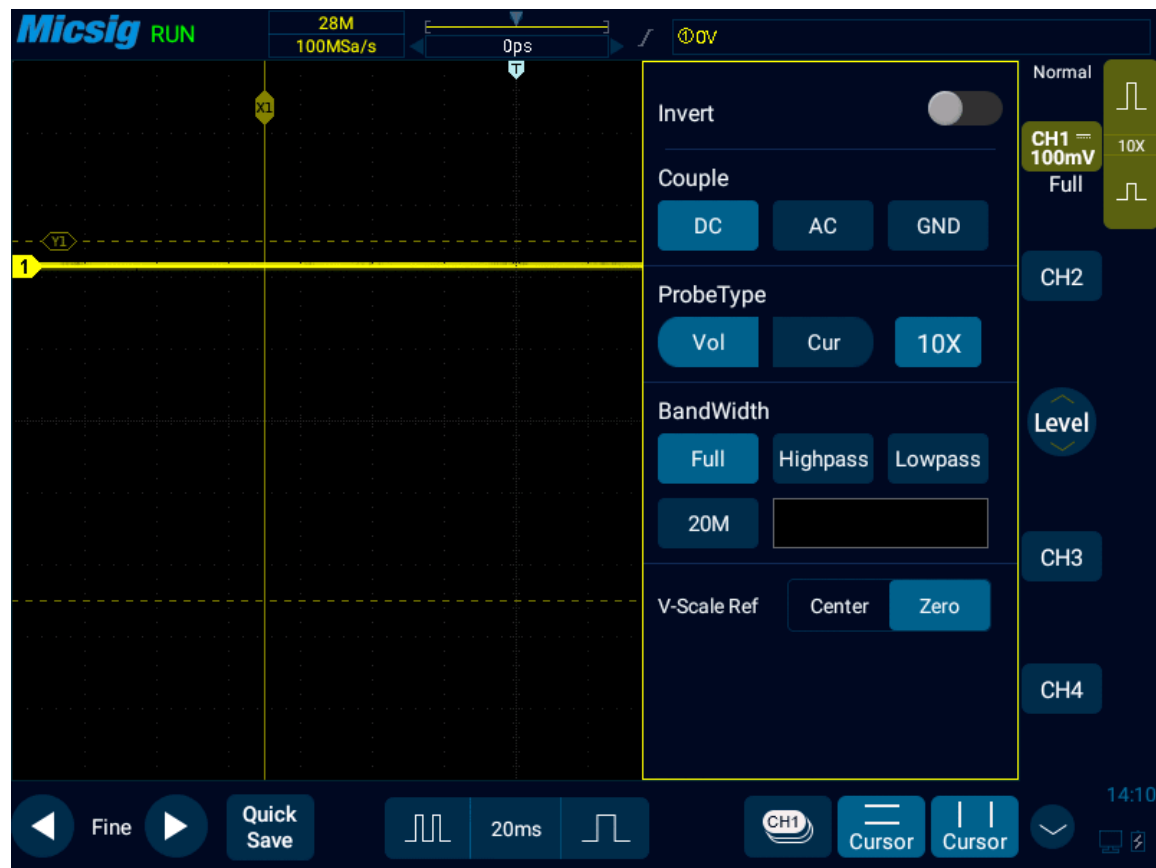 Micsig RUN
28M
100MSa/s
0ps
①0V
T
X1
Y1
1
Invert
Couple
DC AC GND
ProbeType
Vol Cur 10X
BandWidth
Full Highpass Lowpass
20M
V-Scale Ref Center Zero
Normal
CH1
100mV
Full
10X
CH2
Level
CH3
CH4
Fine
Quick
Save
20ms
CH1
Cursor
Cursor
14:10